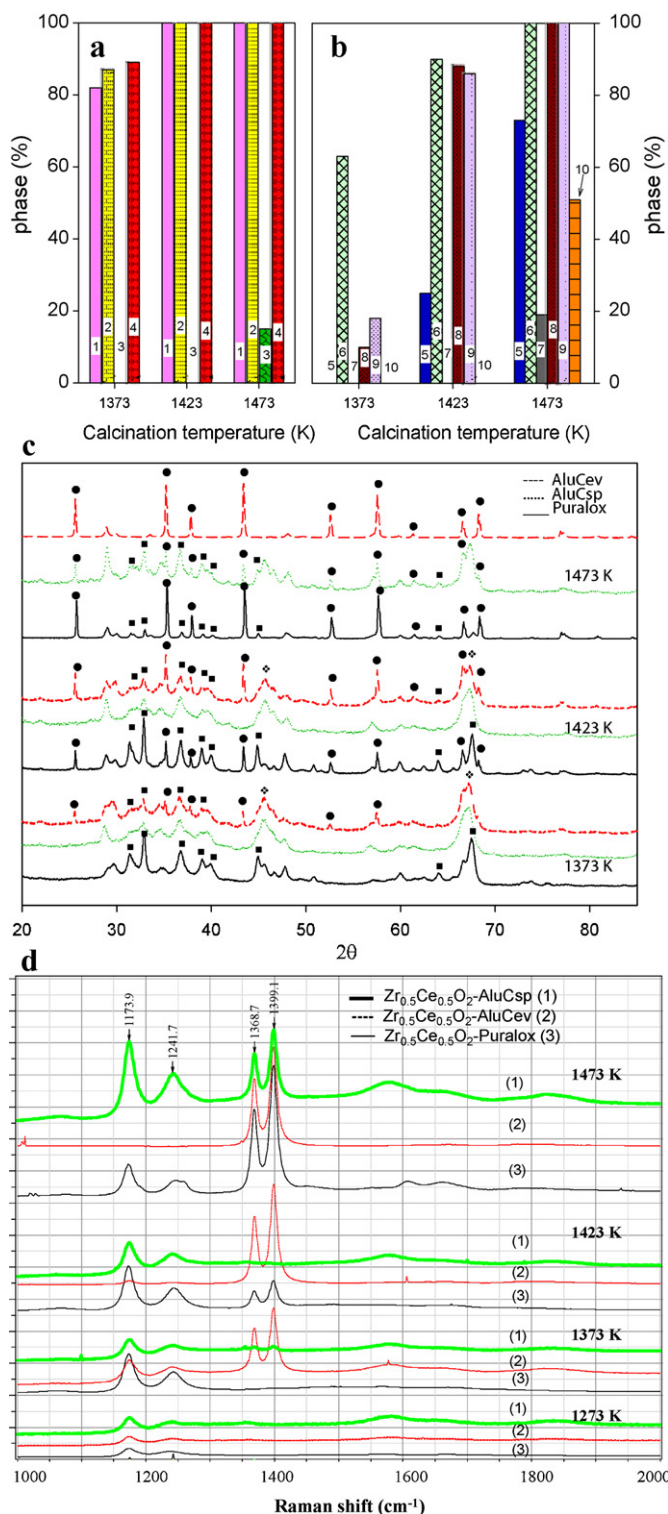 100
80
60
40
20
0
phase (%)
a
1
2
3
4
1
2
3
4
1
2
3
4
1373
1423
1473
Calcination temperature (K)
b
5
6
7
8
9
10
5
6
7
8
9
10
5
6
7
8
9
10
1373
1423
1473
Calcination temperature (K)
100
80
60
40
20
0
phase (%)
c
AluCev
AluCsp
Puralox
1473 K
1423 K
1373 K
20 30 40 50 60 70 80
2θ
d
1173.9
1241.7
1368.7
1399.1
Zr0.5Ce0.5O2-AluCsp (1)
Zr0.5Ce0.5O2-AluCev (2)
Zr0.5Ce0.5O2-Puralox (3)
(1)
1473 K
(2)
(3)
1423 K
(1)
(2)
(3)
1373 K
(1)
(2)
(3)
1273 K
(1)
(2)
(3)
1000 1200 1400 1600 1800 2000
Raman shift (cm-1)